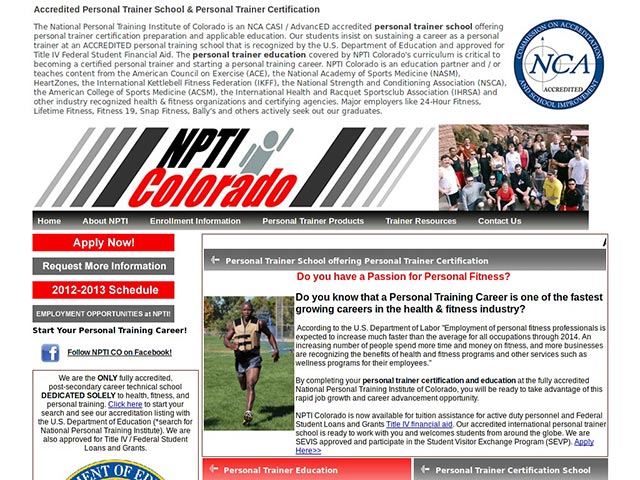 Accredited Personal Trainer School & Personal Trainer Certification
The National Personal Training Institute of Colorado is an NCA CASI / AdvancED accredited personal trainer school offering
personal trainer certification preparation and applicable education. Our students insist on sustaining a career as a personal
trainer at an ACCREDITED personal training school that is recognized by the U.S. Department of Education and approved for
Title IV Federal Student Financial Aid. The personal trainer education covered by NPTI Colorado's curriculum is critical to
becoming a certified personal trainer and starting a personal training career. NPTI Colorado is an education partner and / or
teaches content from the American Council on Exercise (ACE), the National Academy of Sports Medicine (NASM),
HeartZones, the International Kettlebell Fitness Federation (IKFF), the National Strength and Conditioning Association (NSCA),
the American College of Sports Medicine (ACSM), the International Health and Racquet Sportsclub Association (IHRSA) and
other industry recognized health & fitness organizations and certifying agencies. Major employers like 24-Hour Fitness,
Lifetime Fitness, Fitness 19, Snap Fitness, Bally's and others actively seek out our graduates.
COMMISSION ON ACCREDITATION
NCA
ACCREDITED
AND SCHOOL IMPROVEMENT
NPTI
Colorado
Home About NPTI Enrollment Information Personal Trainer Products Trainer Resources Contact Us
Apply Now!
Request More Information
2012-2013 Schedule
EMPLOYMENT OPPORTUNITIES at NPTI!
Start Your Personal Training Career!
Follow NPTI CO on Facebook!
We are the ONLY fully accredited,
post-secondary career technical school
DEDICATED SOLELY to health, fitness, and
personal training. Click here to start your
search and see our accreditation listing with
the U.S. Department of Education (*search for
National Personal Training Institute). We are
also approved for Title IV / Federal Student
Loans and Grants.
Personal Trainer School offering Personal Trainer Certification
Do you have a Passion for Personal Fitness?
Do you know that a Personal Training Career is one of the fastest
growing careers in the health & fitness industry?
According to the U.S. Department of Labor "Employment of personal fitness professionals is
expected to increase much faster than the average for all occupations through 2014. An
increasing number of people spend more time and money on fitness, and more businesses
are recognizing the benefits of health and fitness programs and other services such as
wellness programs for their employees."
By completing your personal trainer certification and education at the fully accredited
National Personal Training Institute of Colorado, you will be ready to take advantage of this
rapid job growth and career advancement opportunity.
NPTI Colorado is now available for tuition assistance for active duty personnel and Federal
Student Loans and Grants Title IV financial aid. Our accredited international personal trainer
school is ready to work with you and welcomes students from around the globe. We are
SEVIS approved and participate in the Student Visitor Exchange Program (SEVP). Apply
Here>>
Personal Trainer Education
Personal Trainer Certification School